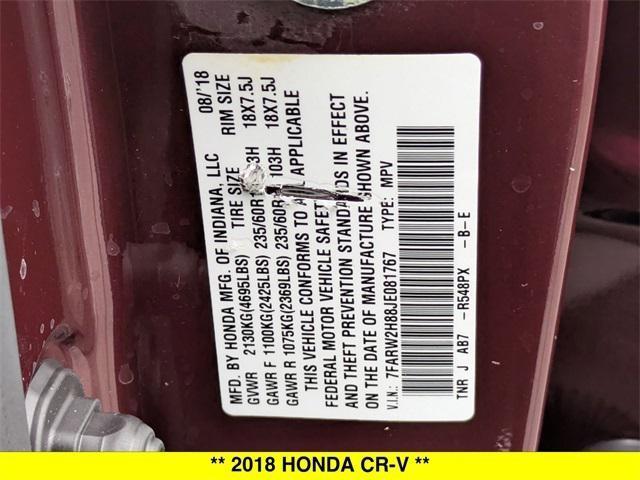 MFD. BY HONDA MFG. OF INDIANA, LLC 08/'18
GVWR 2130KG(4695LBS) TIRE SIZE RIM SIZE
GAWR F 1100KG(2425LBS) 235/60R 103H 18X7.5J
GAWR R 1075KG(2369LBS) 235/60R 103H 18X7.5J
THIS VEHICLE CONFORMS TO APPLICABLE
FEDERAL MOTOR VEHICLE SAFET
AND THEFT PREVENTION STANDARDS IN EFFECT
ON THE DATE OF MANUFACTURE SHOWN ABOVE.
V.I.N.: 7FARW2H88JE081767 TYPE: MPV
TNR J AB7 -R548PX -B-E
** 2018 HONDA CR-V **